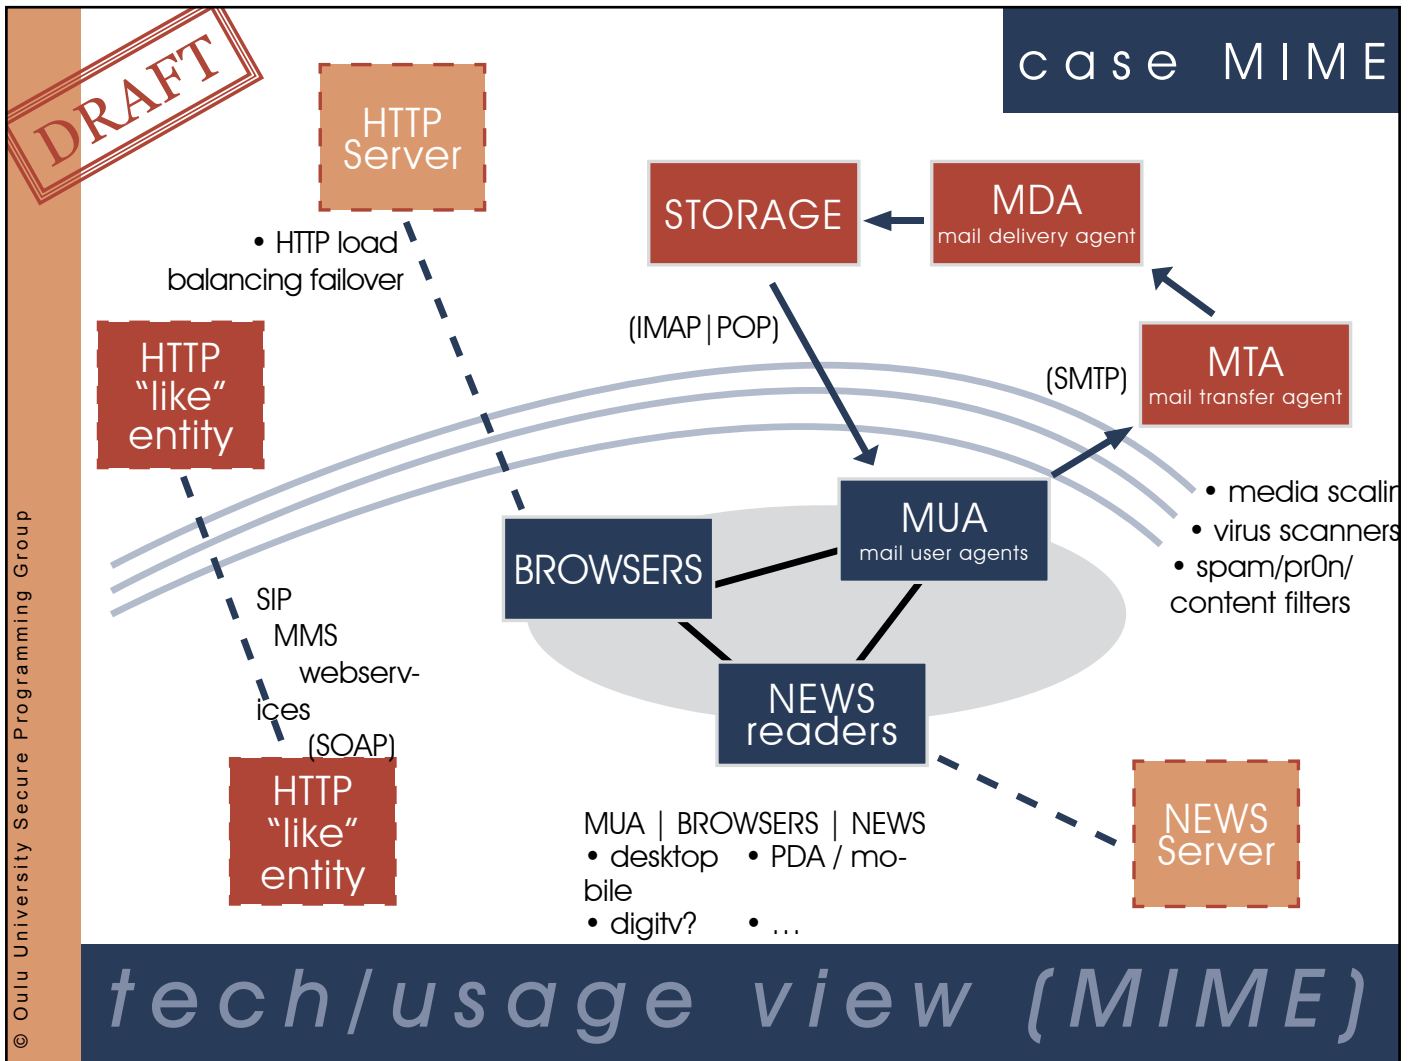 DRAFT
case MIME
HTTP
Server
• HTTP load
balancing failover
STORAGE
MDA
mail delivery agent
(IMAP|POP)
(SMTP)
MTA
mail transfer agent
HTTP
“like”
entity
• media scalin
• virus scanners
• spam/pr0n/
content filters
MUA
mail user agents
BROWSERS
NEWS
readers
SIP
MMS
webserv-
ices
(SOAP)
HTTP
“like”
entity
NEWS
Server
MUA | BROWSERS | NEWS
• desktop • PDA / mo-
bile
• digitv? • ...
© Oulu University Secure Programming Group
tech/usage view (MIME)